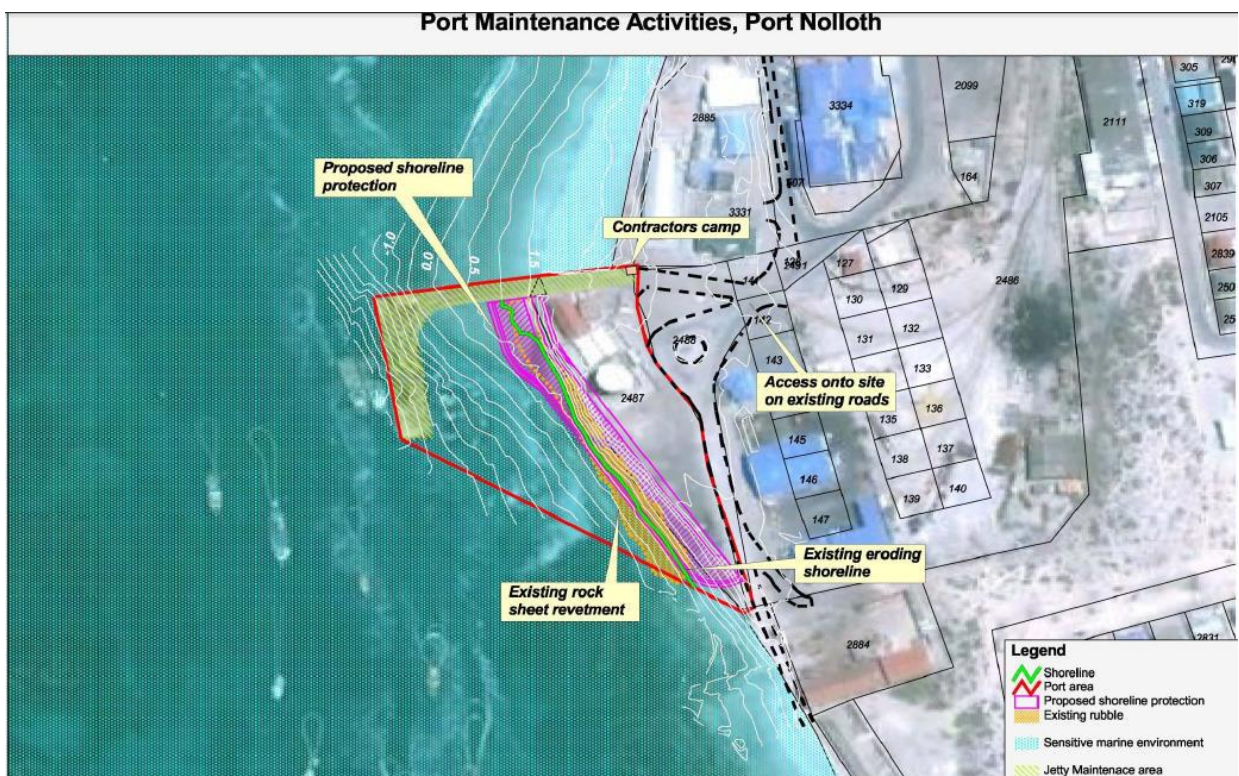 Port Maintenance Activities, Port Nolloth
305
319
309
306
307
2105
2839
250
25
2099
3334
2111
164
2885
3331
Proposed shoreline
protection
Contractors camp
-1.0
0.0
0.5
1.5
127
129
2486
130
132
131
142
2488
143
133
Access onto site
on existing roads
2487
136
135
145
137
138
146
140
139
147
Existing eroding
shoreline
Existing rock
sheet revetment
2884
2831
Legend
Shoreline
Port area
Proposed shoreline protection
Existing rubble
Sensitive marine environment
Jetty Maintenace area